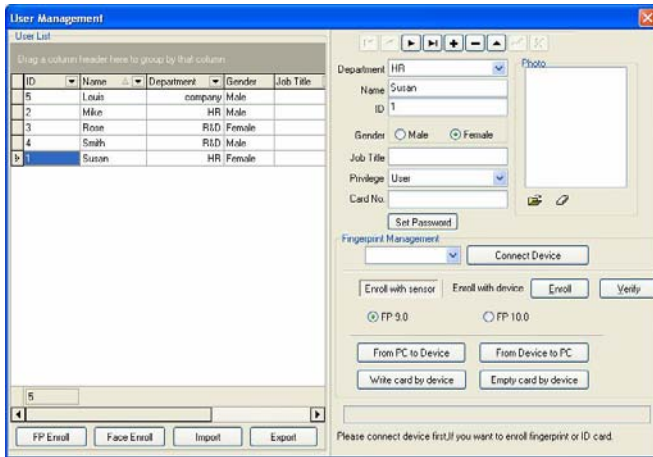 User Management
User List
Drag a column header here to group by that column
ID Name Department Gender Job Title
5 Louis company Male
2 Mike HR Male
3 Rose R&D Female
4 Smith R&D Male
1 Susan HR Female
5
FP Enroll Face Enroll Import Export
Department HR
Name Susan
ID 1
Gender Male Female
Job Title
Privilege User
Card No.
Set Password
Photo
Fingerprint Management
Connect Device
Enroll with sensor Enroll with device Enroll Verify
FP 9.0 FP 10.0
From PC to Device From Device to PC
Write card by device Empty card by device
Please connect device first,If you want to enroll fingerprint or ID card.